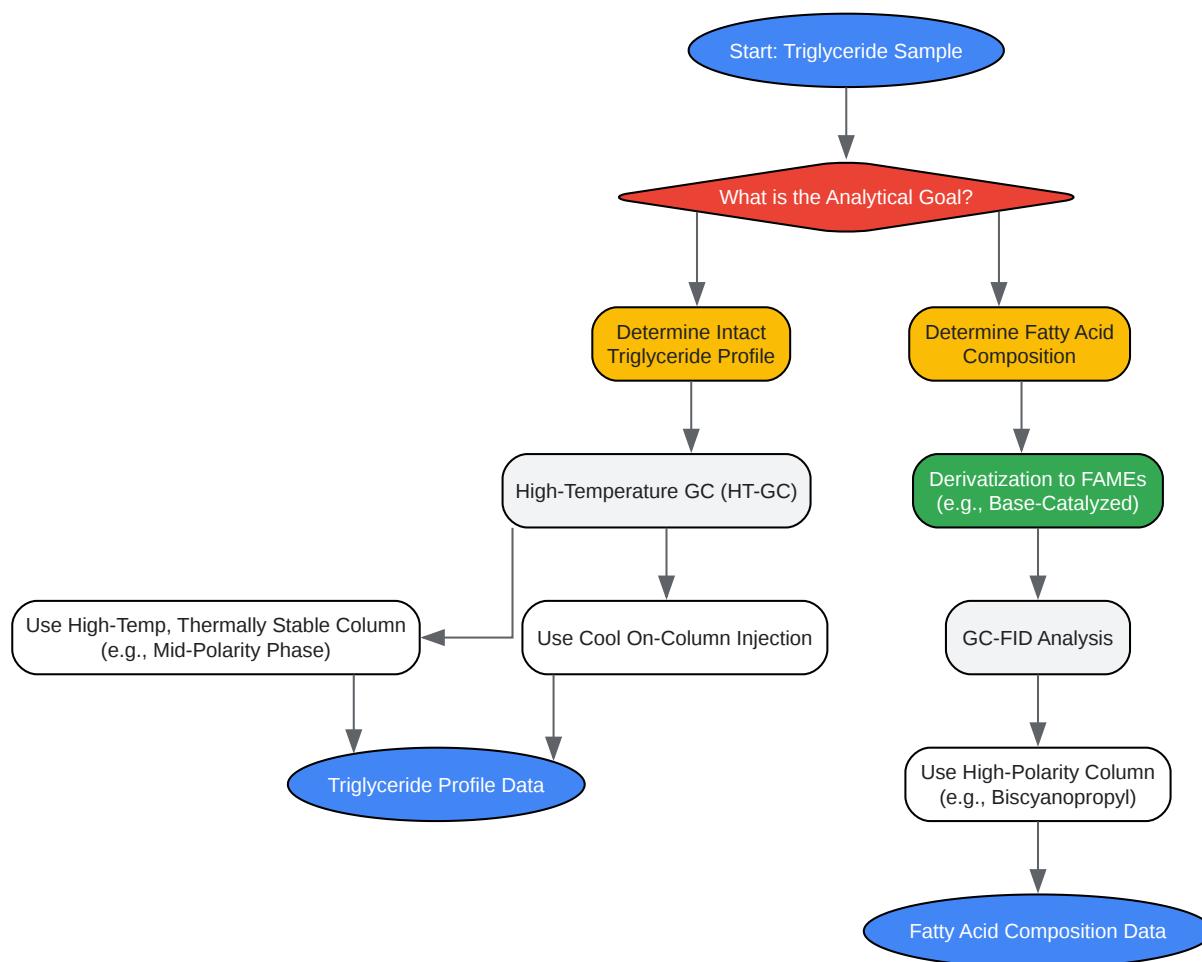 Start: Triglyceride Sample
What is the Analytical Goal?
Determine Intact
Triglyceride Profile
Determine Fatty Acid
Composition
High-Temperature GC (HT-GC)
Derivatization to FAMEs
(e.g., Base-Catalyzed)
Use High-Temp, Thermally Stable Column
(e.g., Mid-Polarity Phase)
Use Cool On-Column Injection
GC-FID Analysis
Triglyceride Profile Data
Use High-Polarity Column
(e.g., Biscyanopropyl)
Fatty Acid Composition Data